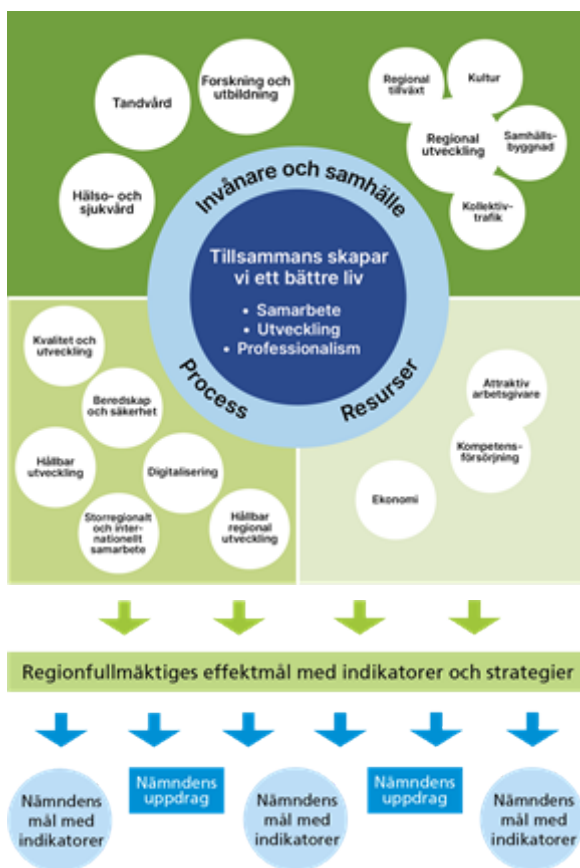 Forskning och
utbildning
Tandvård
Hälso- och
sjukvård
Regional
tillväxt
Kultur
Regional
utveckling
Samhälls-
byggnad
Kollektiv-
trafik
Invånare och samhälle
Tillsammans skapar
vi ett bättre liv
• Samarbete
• Utveckling
• Professionalism
Process
Resurser
Kvalitet och
utveckling
Beredskap
och säkerhet
Hållbar
utveckling
Digitalisering
Storregionalt
och inter-
nationellt
samarbete
Hållbar
regional
utveckling
Attraktiv
arbetsgivare
Kompetens-
försörjning
Ekonomi
Regionfullmäktiges effektmål med indikatorer och strategier
Nämndens
mål med
indikatorer
Nämndens
uppdrag
Nämndens
mål med
indikatorer
Nämndens
uppdrag
Nämndens
mål med
indikatorer